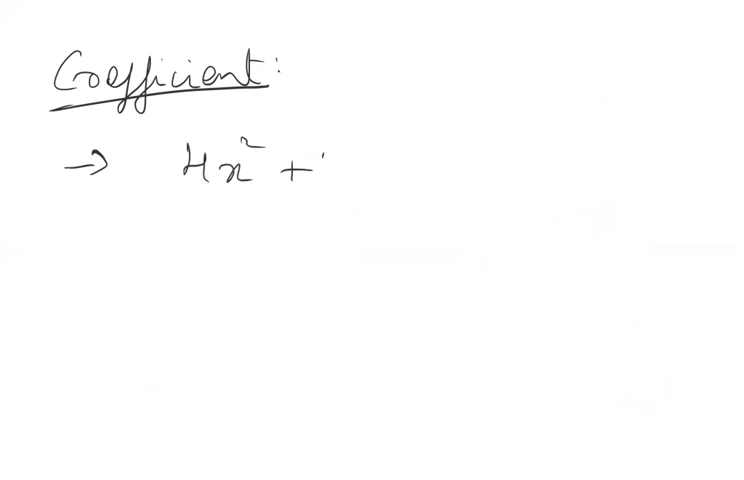 Coefficient:
→ 4x² +